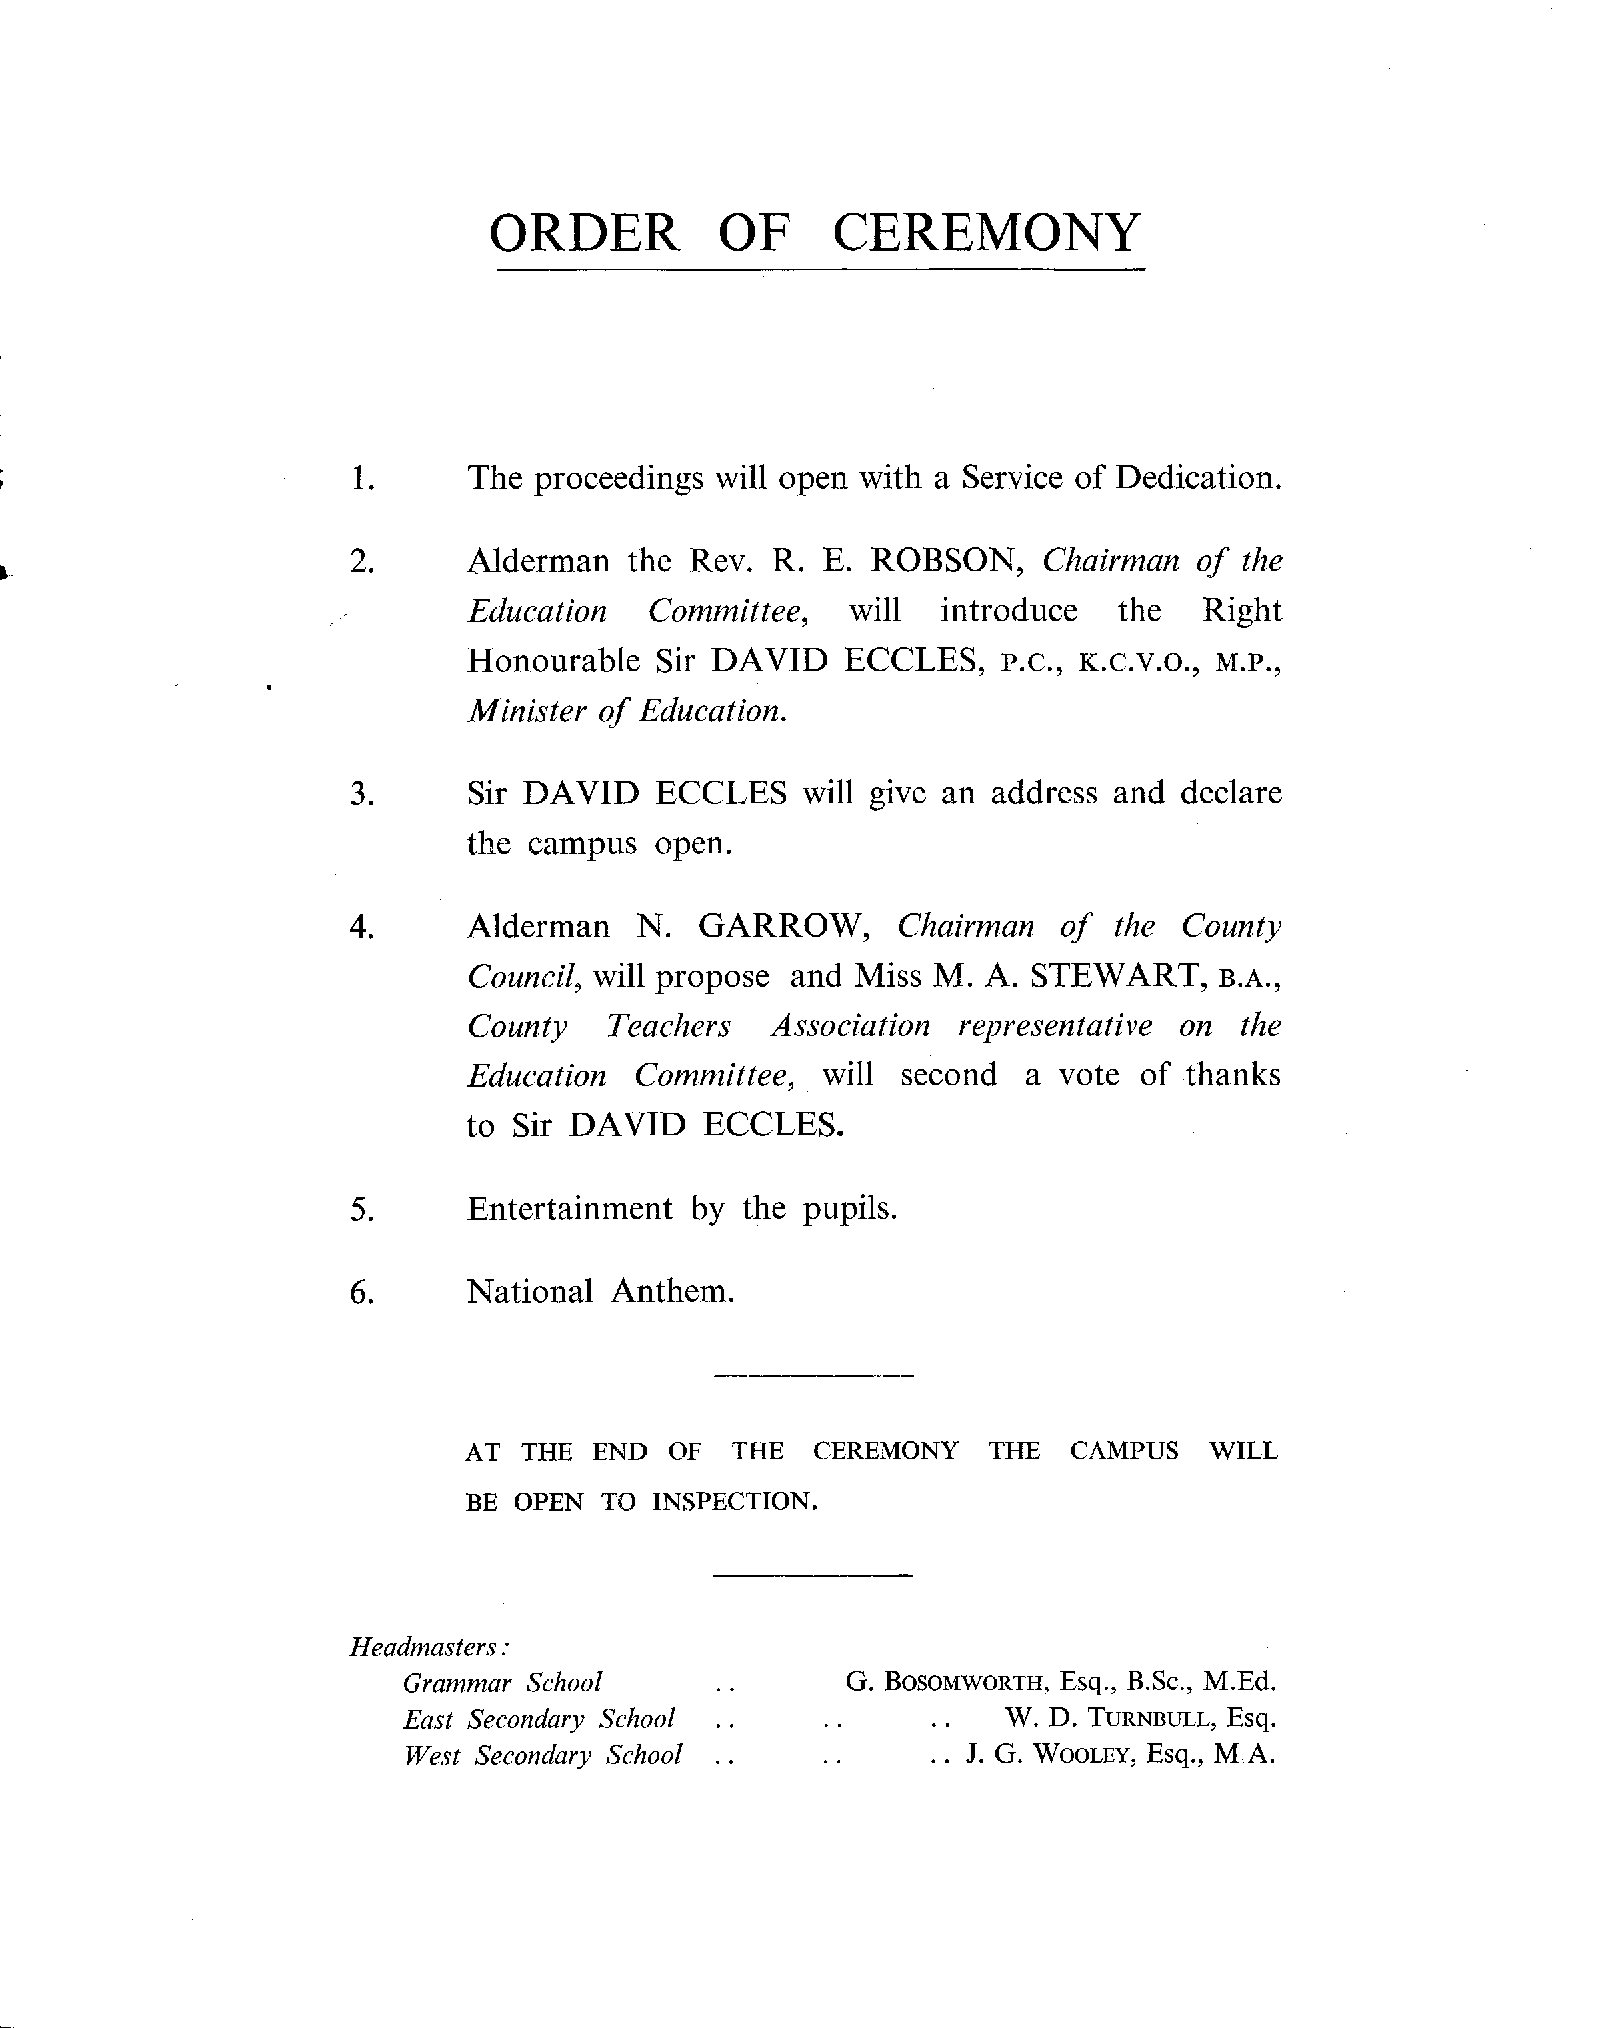 ORDER OF CEREMONY
1. The proceedings will open with a Service of Dedication.
2. Alderman the Rev. R. E. ROBSON, Chairman of the
Education Committee, will introduce the Right
Honourable Sir DAVID ECCLES, P.C., K.C.V.O., M.P.,
Minister of Education.
3. Sir DAVID ECCLES will give an address and declare
the campus open.
4. Alderman N. GARROW, Chairman of the County
Council, will propose and Miss M. A. STEWART, B.A.,
County Teachers Association representative on the
Education Committee, will second a vote of thanks
to Sir DAVID ECCLES.
5. Entertainment by the pupils.
6. National Anthem.
AT THE END OF THE CEREMONY THE CAMPUS WILL
BE OPEN TO INSPECTION.
Headmasters:
Grammar School .. G. BOSOMWORTH, Esq., B.Sc., M.Ed.
East Secondary School .. .. .. W. D. TURNBULL, Esq.
West Secondary School .. .. .. J. G. WOOLEY, Esq., M.A.